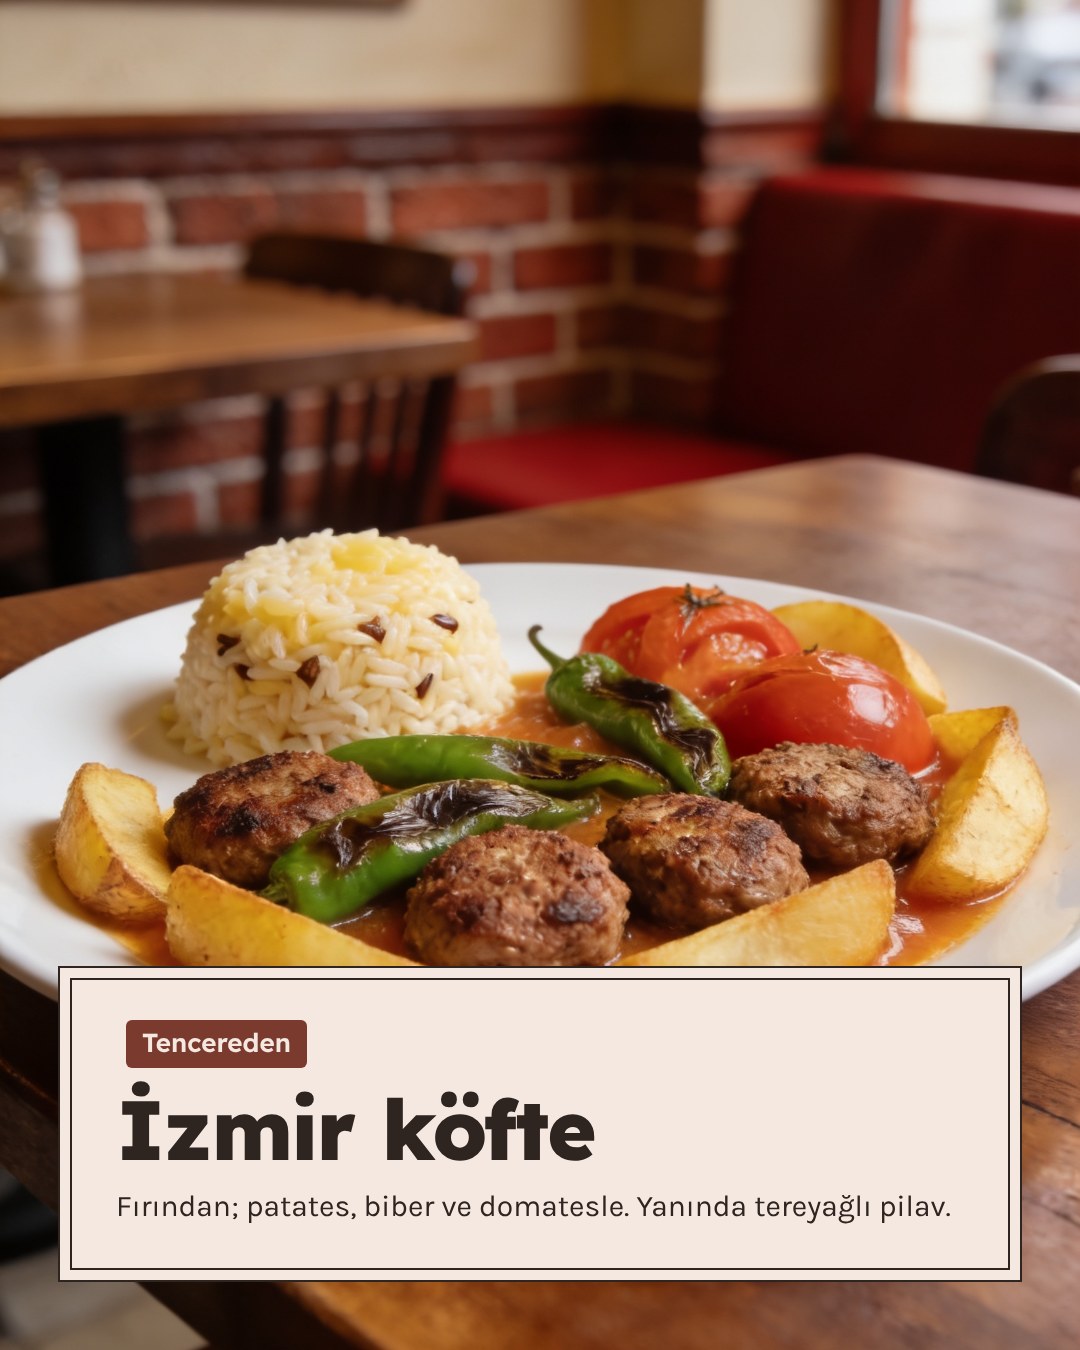 Tencereden
İzmir köfte
Fırından; patates, biber ve domatesle. Yanında tereyağlı pilav.